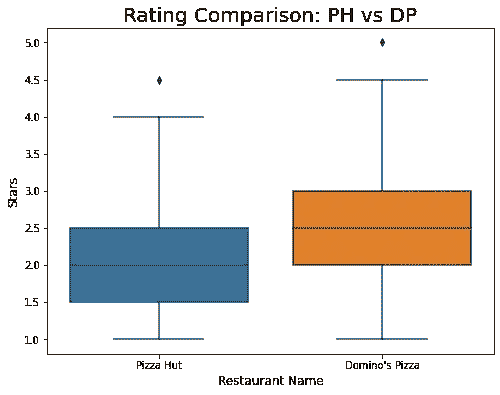 Rating Comparison: PH vs DP
5.0
4.5
4.0
3.5
3.0
2.5
2.0
1.5
1.0
Stars
Pizza Hut
Domino's Pizza
Restaurant Name